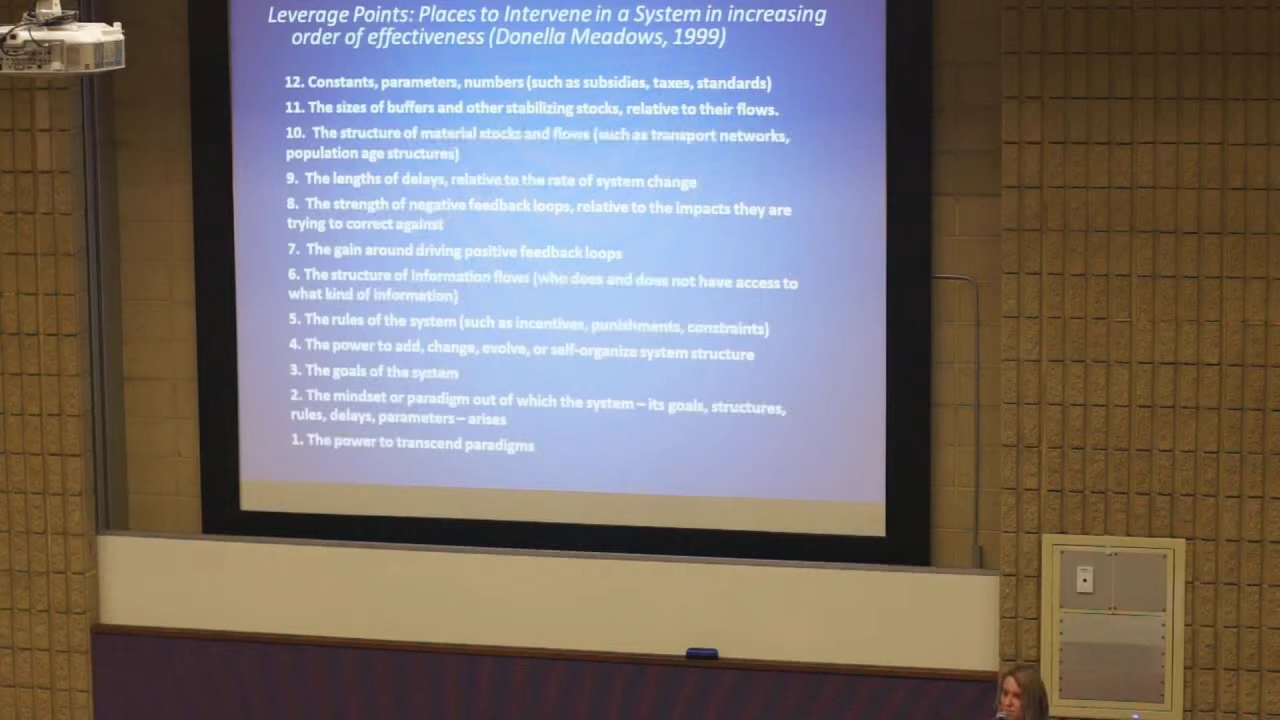 Leverage Points: Places to Intervene in a System in increasing
order of effectiveness (Donella Meadows, 1999)
12. Constants, parameters, numbers (such as subsidies, taxes, standards)
11. The sizes of buffers and other stabilizing stocks, relative to their flows.
10. The structure of material stocks and flows (such as transport networks,
population age structures)
9. The lengths of delays, relative to the rate of system change
8. The strength of negative feedback loops, relative to the impacts they are
trying to correct against
7. The gain around driving positive feedback loops
6. The structure of information flows (who does and does not have access to
what kind of information)
5. The rules of the system (such as incentives, punishments, constraints)
4. The power to add, change, evolve, or self-organize system structure
3. The goals of the system
2. The mindset or paradigm out of which the system – its goals, structures,
rules, delays, parameters – arises
1. The power to transcend paradigms